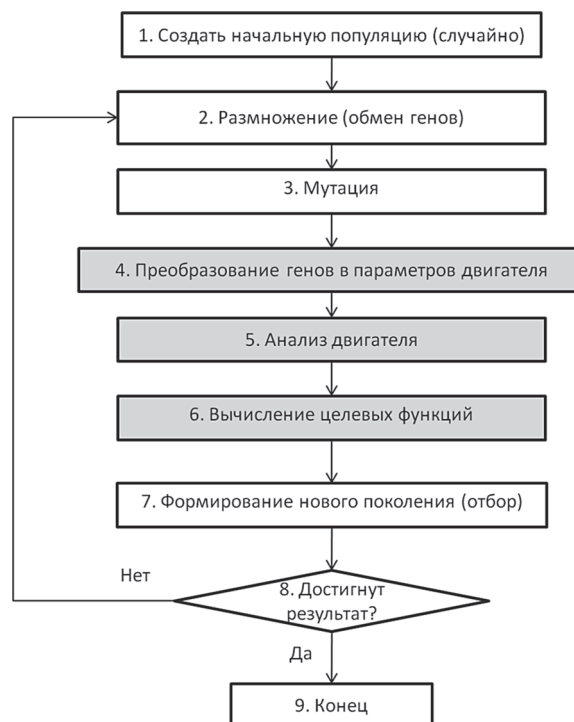 1. Создать начальную популяцию (случайно)
2. Размножение (обмен генов)
3. Мутация
4. Преобразование генов в параметров двигателя
5. Анализ двигателя
6. Вычисление целевых функций
7. Формирование нового поколения (отбор)
Нет
8. Достигнут
результат?
Да
9. Конец